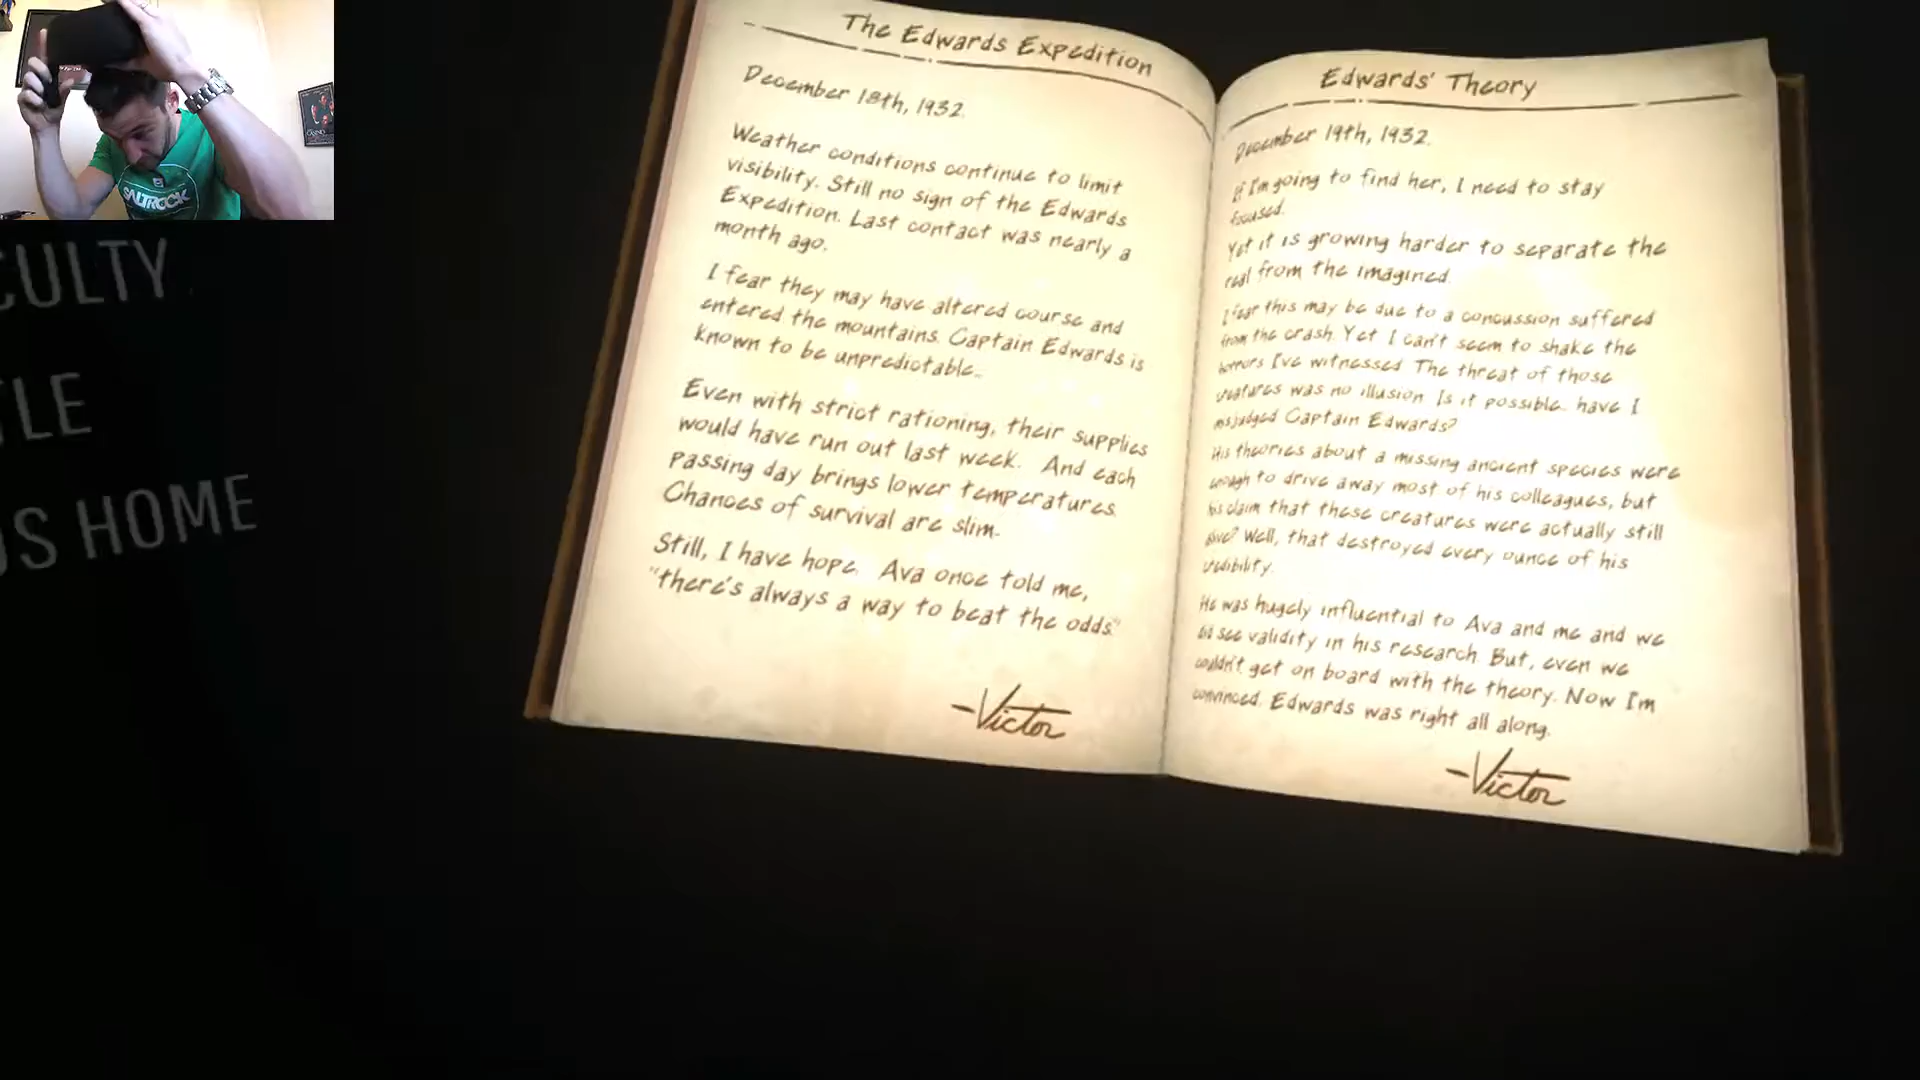 SALTROCK
CULTY
TLE
US HOME
The Edwards Expedition
December 18th, 1932.
Weather conditions continue to limit
visibility. Still no sign of the Edwards
Expedition. Last contact was nearly a
month ago.
I fear they may have altered course and
entered the mountains. Captain Edwards is
known to be unpredictable...
Even with strict rationing, their supplies
would have run out last week. And each
passing day brings lower temperatures.
Chances of survival are slim.
Still, I have hope. Ava once told me,
"there's always a way to beat the odds."
-Victor
Edwards' Theory
December 19th, 1932.
If I'm going to find her, I need to stay
focused.
Yet it is growing harder to separate the
real from the imagined.
I fear this may be due to a concussion suffered
from the crash. Yet I can't seem to shake the
horrors I've witnessed. The threat of those
creatures was no illusion. Is it possible... have I
misjudged Captain Edwards?
His theories about a missing ancient species were
enough to drive away most of his colleagues, but
his claim that these creatures were actually still
alive? Well, that destroyed every ounce of his
credibility.
He was hugely influential to Ava and me and we
did see validity in his research. But, even we
couldn't get on board with the theory. Now I'm
convinced. Edwards was right all along.
-Victor